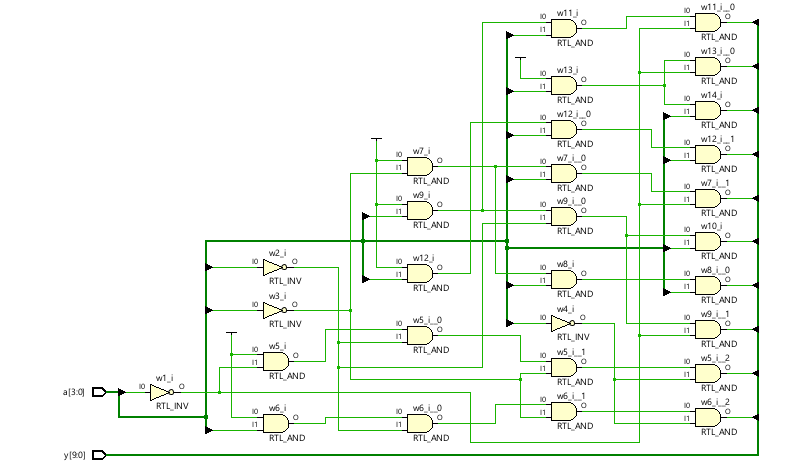 w11_i
I0
I1
O
RTL_AND
w11_i__0
I0
I1
O
RTL_AND
w13_i
I0
I1
O
RTL_AND
w13_i__0
I0
I1
O
RTL_AND
w12_i__0
I0
I1
O
RTL_AND
w14_i
I0
I1
O
RTL_AND
w7_i
I0
I1
O
RTL_AND
w7_i__0
I0
I1
O
RTL_AND
w12_i__1
I0
I1
O
RTL_AND
w9_i
I0
I1
O
RTL_AND
w9_i__0
I0
I1
O
RTL_AND
w7_i__1
I0
I1
O
RTL_AND
w12_i
I0
I1
O
RTL_AND
w8_i
I0
I1
O
RTL_AND
w10_i
I0
I1
O
RTL_AND
w2_i
I0
O
RTL_INV
w8_i__0
I0
I1
O
RTL_AND
w3_i
I0
O
RTL_INV
w4_i
I0
O
RTL_INV
w9_i__1
I0
I1
O
RTL_AND
w5_i
I0
I1
O
RTL_AND
w5_i__0
I0
I1
O
RTL_AND
w5_i__1
I0
I1
O
RTL_AND
w5_i__2
I0
I1
O
RTL_AND
a[3:0]
w1_i
I0
O
RTL_INV
w6_i
I0
I1
O
RTL_AND
w6_i__0
I0
I1
O
RTL_AND
w6_i__1
I0
I1
O
RTL_AND
w6_i__2
I0
I1
O
RTL_AND
y[9:0]